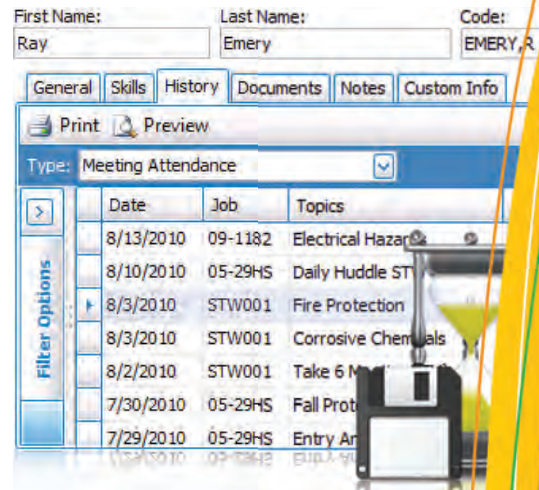 First Name: Last Name: Code:
Ray Emery EMERY,R
General Skills History Documents Notes Custom Info
Print Preview
Type: Meeting Attendance
Date Job Topics
8/13/2010 09-1182 Electrical Hazar
8/10/2010 05-29HS Daily Huddle ST
8/3/2010 STW001 Fire Protection
8/3/2010 STW001 Corrosive Chemicals
8/2/2010 STW001 Take 6
7/30/2010 05-29HS Fall Prot
7/29/2010 05-29HS Entry
Filter Options